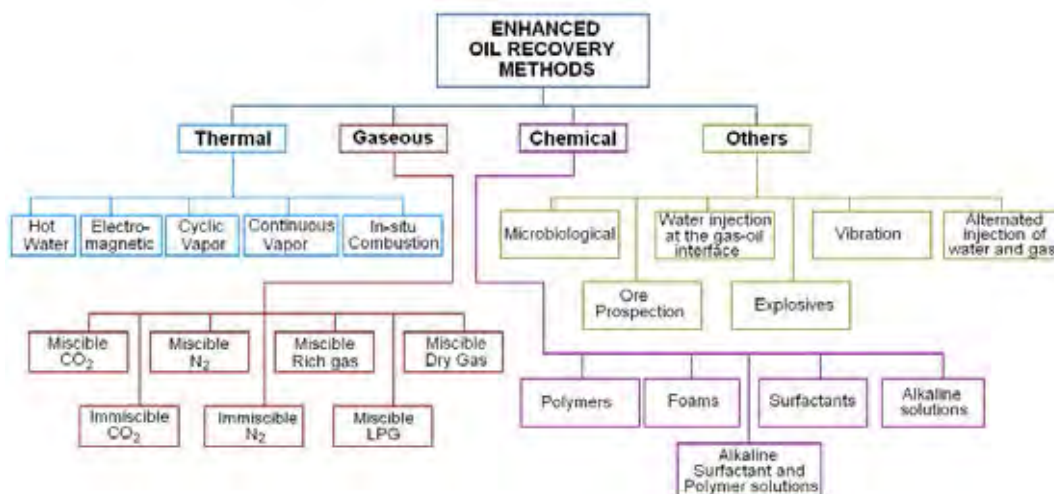 ENHANCED
OIL RECOVERY
METHODS
Thermal
Gaseous
Chemical
Others
Hot
Water
Electro-
magnetic
Cyclic
Vapor
Continuous
Vapor
In-situ
Combustion
Microbiological
Water injection
at the gas-oil
interface
Vibration
Alternated
Injection of
water and gas
Ore
Prospection
Explosives
Miscible
CO₂
Miscible
N₂
Miscible
Rich gas
Miscible
Dry Gas
Immiscible
CO₂
Immiscible
N₂
Miscible
LPG
Polymers
Foams
Surfactants
Alkaline
solutions
Alkaline
Surfactant and
Polymer solutions